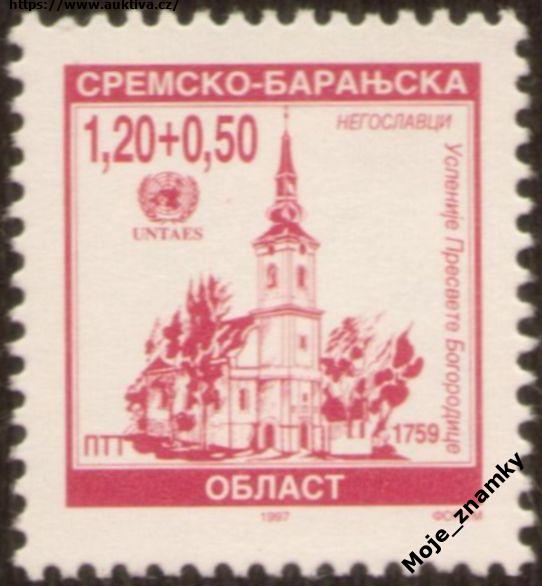 https://www.auktiva.cz/
СРЕМСКО-БАРАЊСКА
1,20+0,50
НЕГОСЛАВЦИ
UNTAES
Успеније Пресвете Богородице
ПТТ
1759
ОБЛАСТ
1997
Moje_znamky